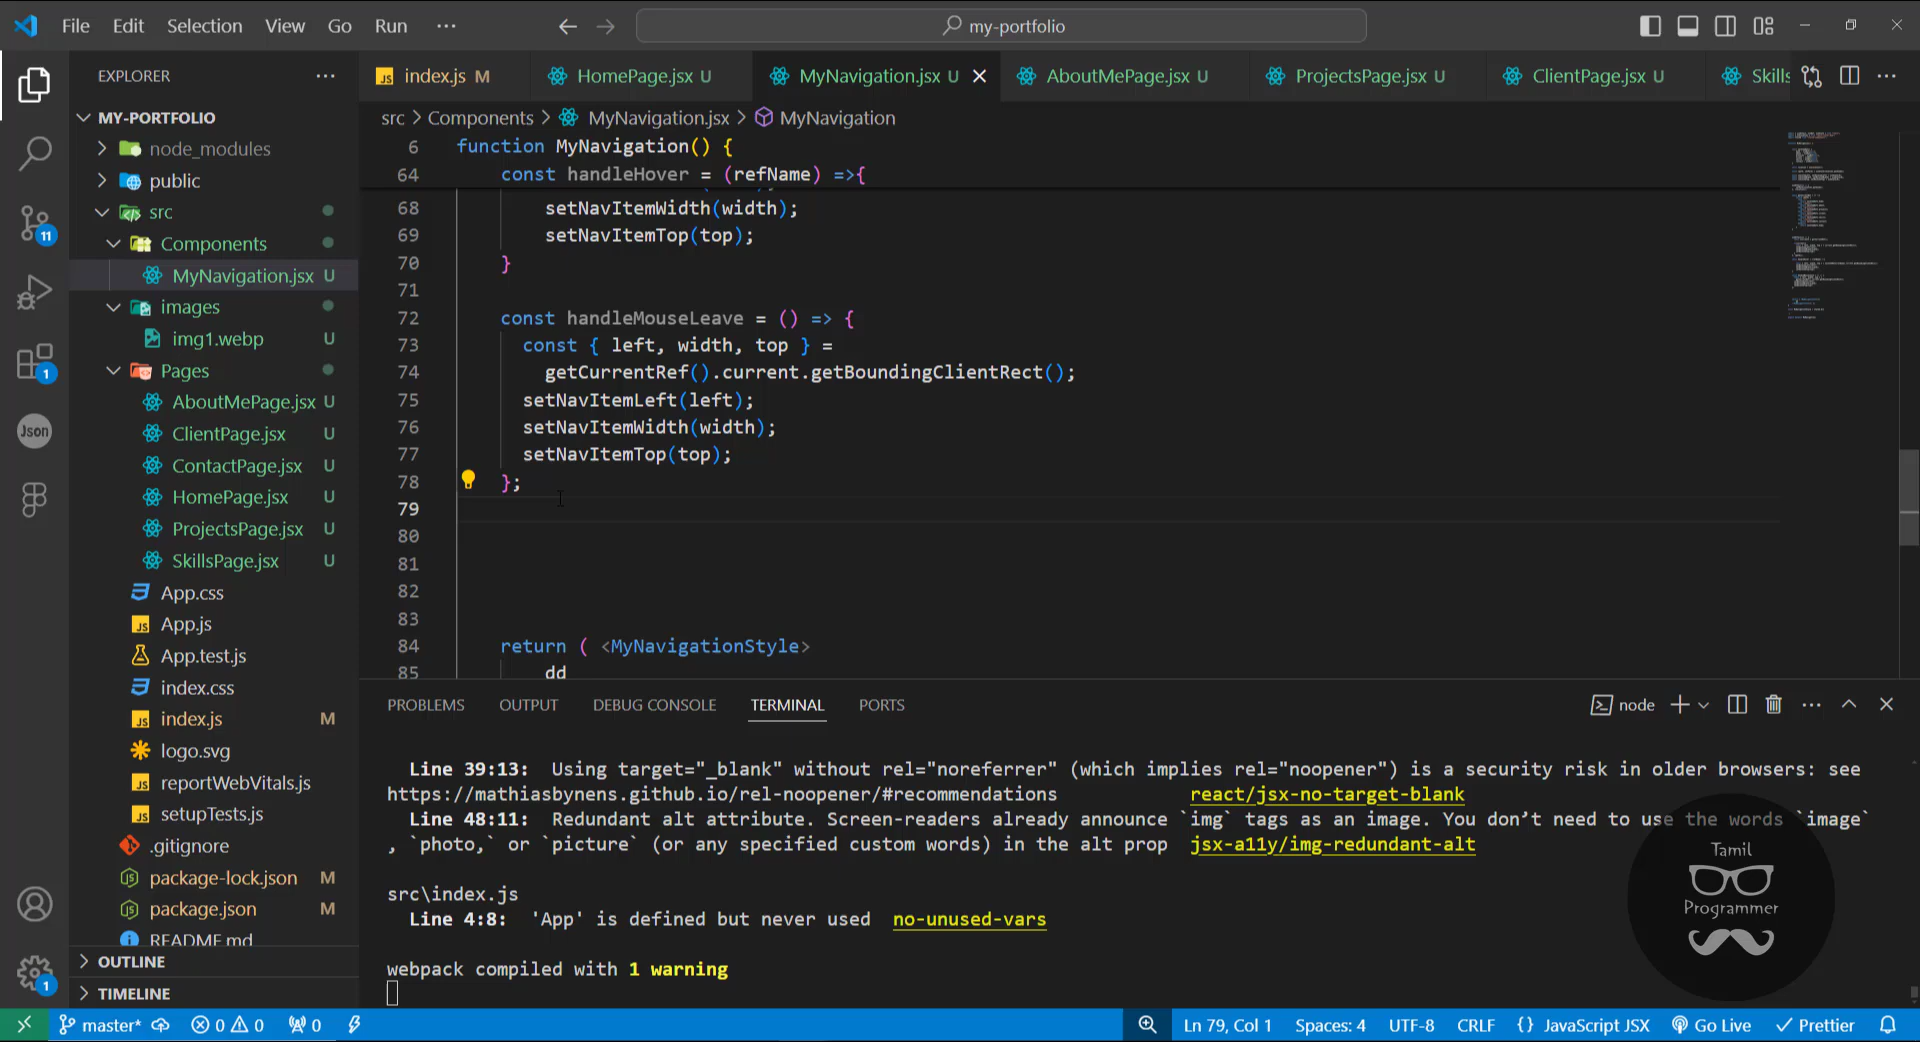 File Edit Selection View Go Run ··· my-portfolio
EXPLORER ···
MY-PORTFOLIO
node_modules
public
src
Components
MyNavigation.jsx U
images
img1.webp U
Pages
AboutMePage.jsx U
ClientPage.jsx U
ContactPage.jsx U
HomePage.jsx U
ProjectsPage.jsx U
SkillsPage.jsx U
App.css
App.js
App.test.js
index.css
index.js M
logo.svg
reportWebVitals.js
setupTests.js
.gitignore
package-lock.json M
package.json M
README.md
OUTLINE
TIMELINE
index.js M HomePage.jsx U MyNavigation.jsx U AboutMePage.jsx U ProjectsPage.jsx U ClientPage.jsx U Skills
src > Components > MyNavigation.jsx > MyNavigation
6 function MyNavigation() {
64 const handleHover = (refName) =>{
68 setNavItemWidth(width);
69 setNavItemTop(top);
70 }
71
72 const handleMouseLeave = () => {
73 const { left, width, top } =
74 getCurrentRef().current.getBoundingClientRect();
75 setNavItemLeft(left);
76 setNavItemWidth(width);
77 setNavItemTop(top);
78 };
79
80
81
82
83
84 return ( <MyNavigationStyle>
85 dd
PROBLEMS OUTPUT DEBUG CONSOLE TERMINAL PORTS node
Line 39:13: Using target="_blank" without rel="noreferrer" (which implies rel="noopener") is a security risk in older browsers: see
https://mathiasbynens.github.io/rel-noopener/#recommendations react/jsx-no-target-blank
Line 48:11: Redundant alt attribute. Screen-readers already announce `img` tags as an image. You don’t need to use the words `image`
, `photo,` or `picture` (or any specified custom words) in the alt prop jsx-a11y/img-redundant-alt
src\index.js
Line 4:8: 'App' is defined but never used no-unused-vars
webpack compiled with 1 warning
Tamil
Programmer
11
1
Json
1
master* 0 0 0 Ln 79, Col 1 Spaces: 4 UTF-8 CRLF {} JavaScript JSX Go Live Prettier